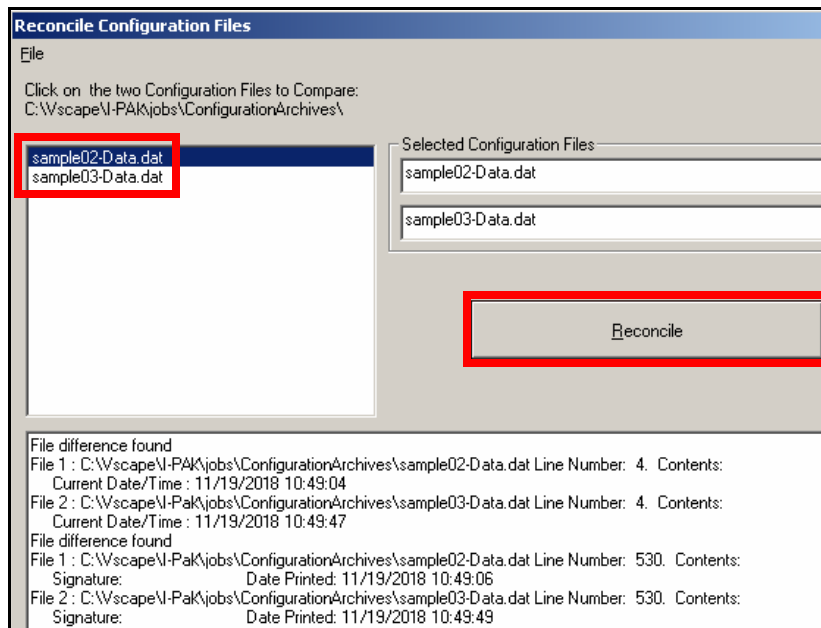 Reconcile Configuration Files
File
Click on the two Configuration Files to Compare:
C:\Vscape\I-PAK\jobs\ConfigurationArchives\
sample02-Data.dat
sample03-Data.dat
Selected Configuration Files
sample02-Data.dat
sample03-Data.dat
Reconcile
File difference found
File 1 : C:\Vscape\I-PAK\jobs\ConfigurationArchives\sample02-Data.dat Line Number: 4. Contents:
Current Date/Time : 11/19/2018 10:49:04
File 2 : C:\Vscape\I-PaK\jobs\ConfigurationArchives\sample03-Data.dat Line Number: 4. Contents:
Current Date/Time : 11/19/2018 10:49:47
File difference found
File 1 : C:\Vscape\I-PaK\jobs\ConfigurationArchives\sample02-Data.dat Line Number: 530. Contents:
Signature: Date Printed: 11/19/2018 10:49:06
File 2 : C:\Vscape\I-PaK\jobs\ConfigurationArchives\sample03-Data.dat Line Number: 530. Contents:
Signature: Date Printed: 11/19/2018 10:49:49